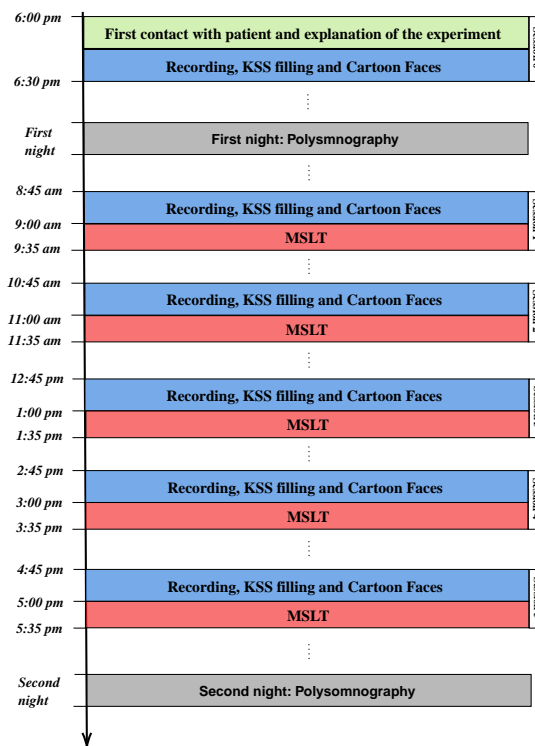 6:00 pm
First contact with patient and explanation of the experiment
Recording, KSS filling and Cartoon Faces
6:30 pm
First
night
First night: Polysmnography
8:45 am
Recording, KSS filling and Cartoon Faces
9:00 am
MSLT
9:35 am
10:45 am
Recording, KSS filling and Cartoon Faces
11:00 am
MSLT
11:35 am
12:45 pm
Recording, KSS filling and Cartoon Faces
1:00 pm
MSLT
1:35 pm
2:45 pm
Recording, KSS filling and Cartoon Faces
3:00 pm
MSLT
3:35 pm
4:45 pm
Recording, KSS filling and Cartoon Faces
5:00 pm
MSLT
5:35 pm
Second
night
Second night: Polysomnography